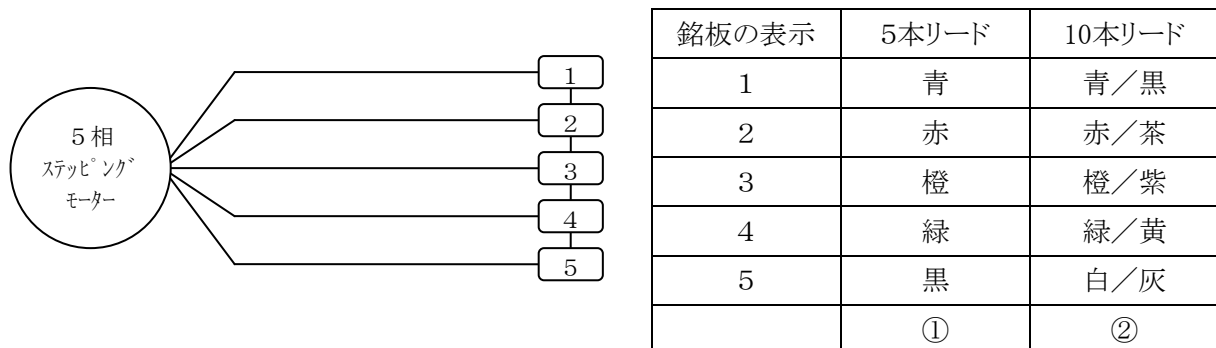 5相
ステッピング
モーター
1
2
3
4
5
銘板の表示 5本リード 10本リード
1 青 青／黒
2 赤 赤／茶
3 橙 橙／紫
4 緑 緑／黄
5 黒 白／灰
① ②